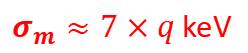 σₘ ≈ 7 × q keV